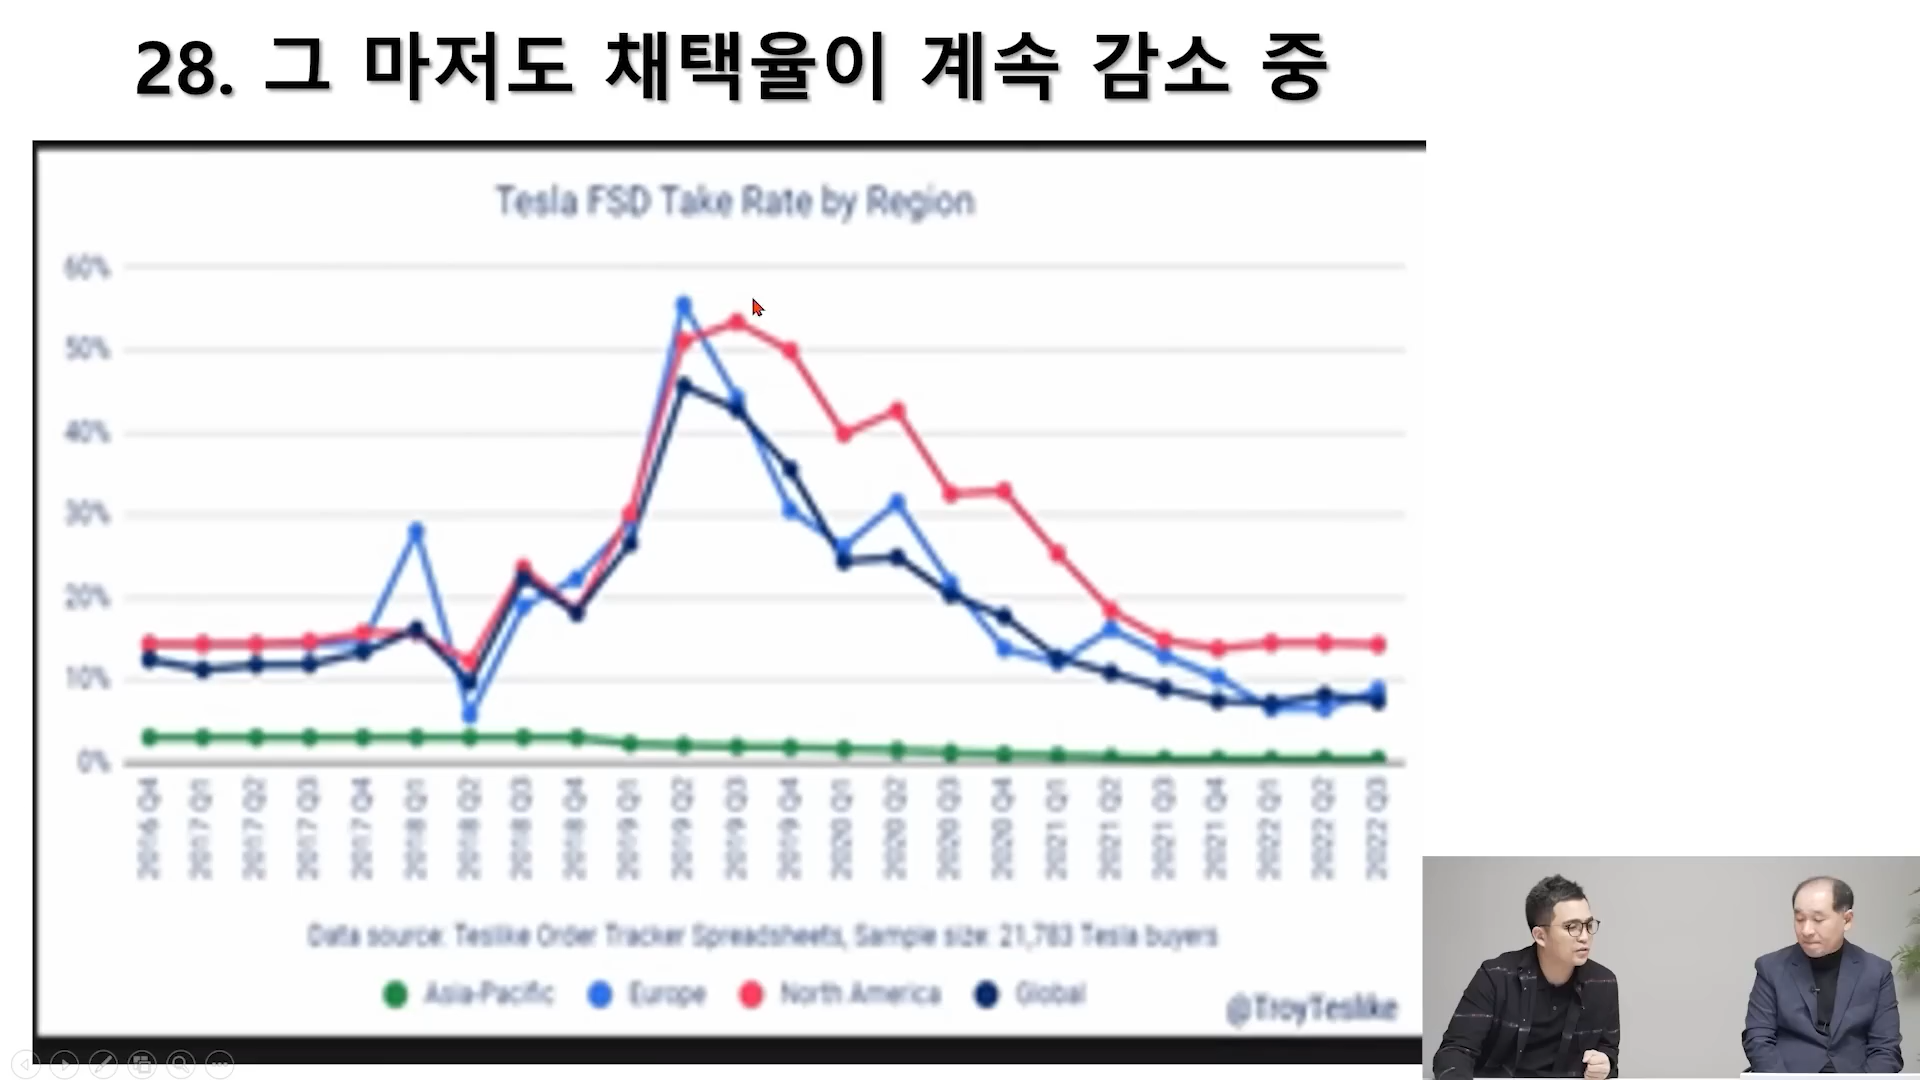 28. 그 마저도 채택율이 계속 감소 중
Tesla FSD Take Rate by Region
60%
50%
40%
30%
20%
10%
0%
2016 Q4
2017 Q1
2017 Q2
2017 Q3
2017 Q4
2018 Q1
2018 Q2
2018 Q3
2018 Q4
2019 Q1
2019 Q2
2019 Q3
2019 Q4
2020 Q1
2020 Q2
2020 Q3
2020 Q4
2021 Q1
2021 Q2
2021 Q3
2021 Q4
2022 Q1
2022 Q2
2022 Q3
Data source: Teslike Order Tracker Spreadsheets, Sample size: 21,783 Tesla buyers
Asia-Pacific Europe North America Global
@TroyTeslike